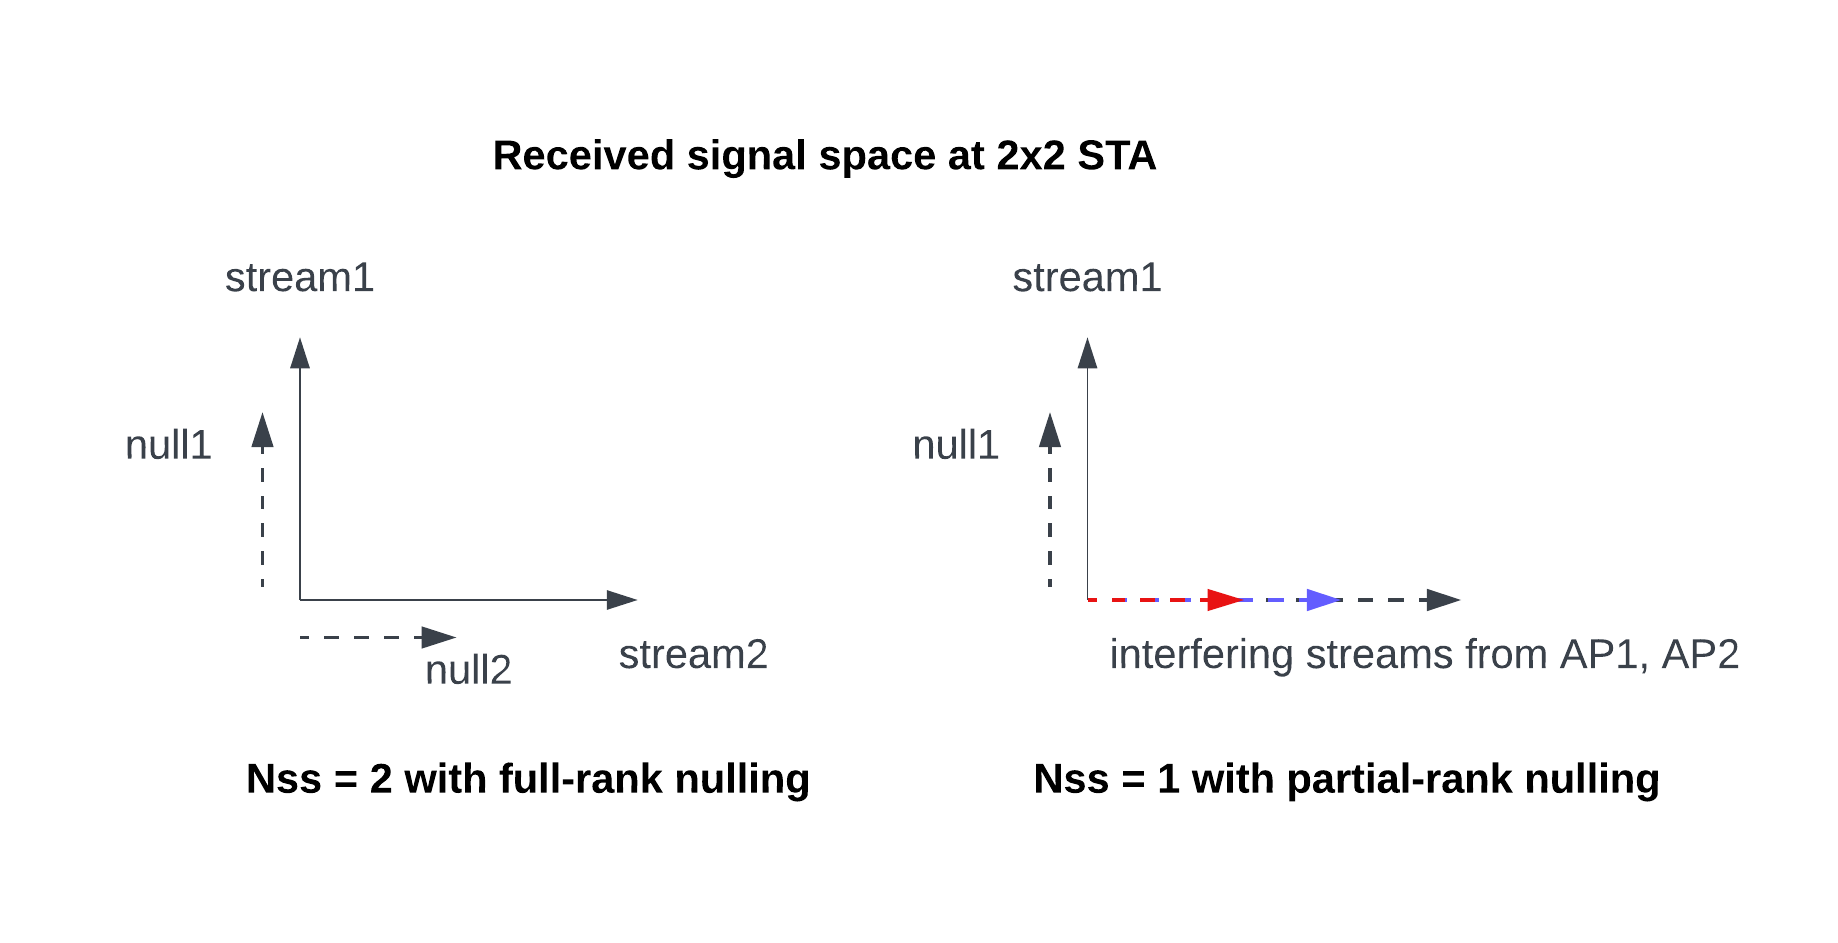 Received signal space at 2x2 STA
stream1
null1
null2
stream2
Nss = 2 with full-rank nulling
stream1
null1
interfering streams from AP1, AP2
Nss = 1 with partial-rank nulling